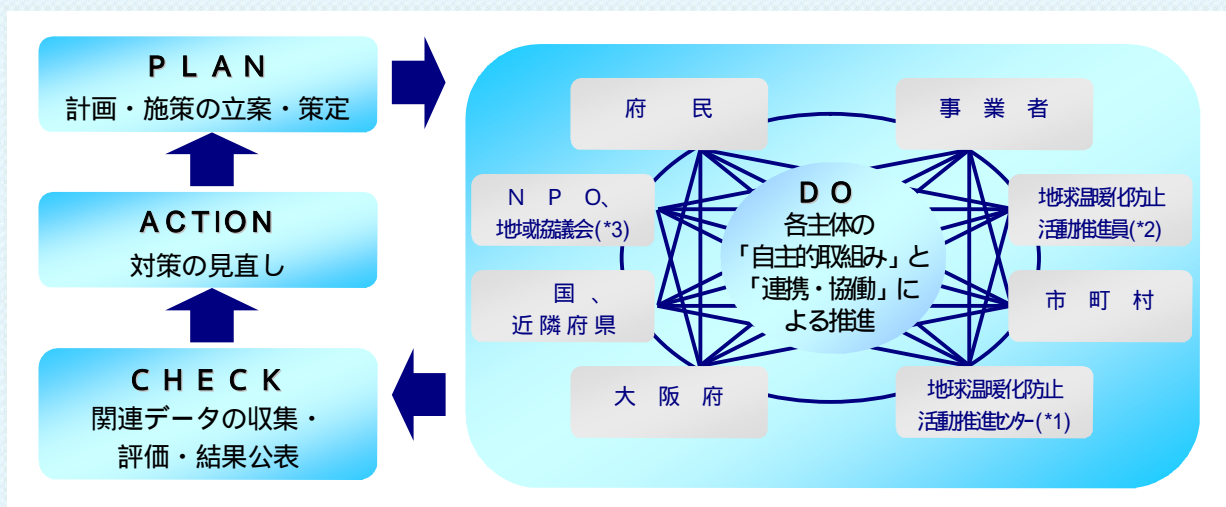 PLAN
計画・施策の立案・策定
ACTION
対策の見直し
CHECK
関連データの収集・
評価・結果公表
府 民
事 業 者
N P O、
地域協議会(*3)
地球温暖化防止
活動推進員(*2)
国 、
近隣府県
市 町 村
大 阪 府
地球温暖化防止
活動推進センター(*1)
DO
各主体の
「自主的取組み」と
「連携・協働」に
よる推進